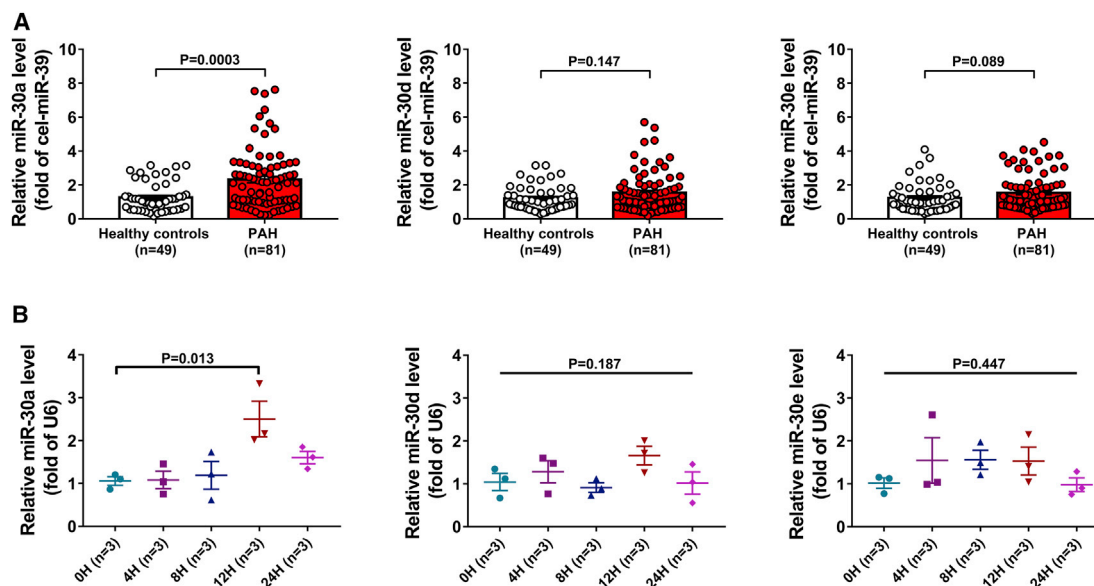 A
Relative miR-30a level
(fold of cel-miR-39)
10
8
6
4
2
0
P=0.0003
Healthy controls
(n=49)
PAH
(n=81)
Relative miR-30d level
(fold of cel-miR-39)
10
8
6
4
2
0
P=0.147
Healthy controls
(n=49)
PAH
(n=81)
Relative miR-30e level
(fold of cel-miR-39)
10
8
6
4
2
0
P=0.089
Healthy controls
(n=49)
PAH
(n=81)
B
Relative miR-30a level
(fold of U6)
4
3
2
1
0
P=0.013
0H (n=3)
4H (n=3)
8H (n=3)
12H (n=3)
24H (n=3)
Relative miR-30d level
(fold of U6)
4
3
2
1
0
P=0.187
0H (n=3)
4H (n=3)
8H (n=3)
12H (n=3)
24H (n=3)
Relative miR-30e level
(fold of U6)
4
3
2
1
0
P=0.447
0H (n=3)
4H (n=3)
8H (n=3)
12H (n=3)
24H (n=3)